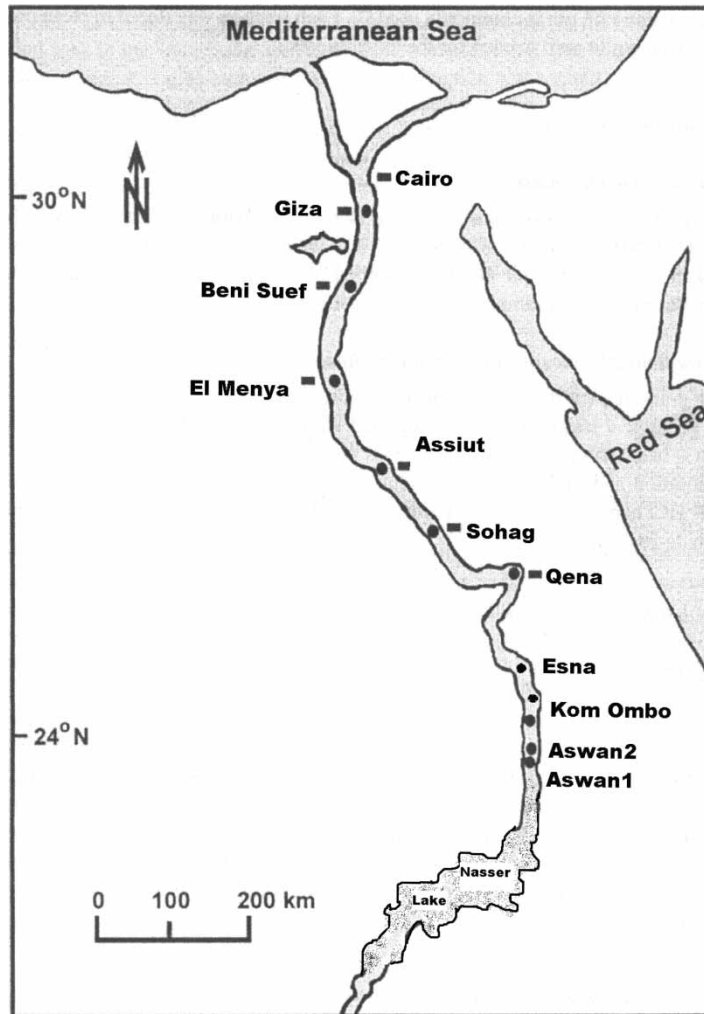 Mediterranean Sea
Cairo
30°N
N
Giza
Beni Suef
El Menya
Assiut
Red Sea
Sohag
Qena
Esna
Kom Ombo
24°N
Aswan2
Aswan1
Nasser
Lake
0 100 200 km